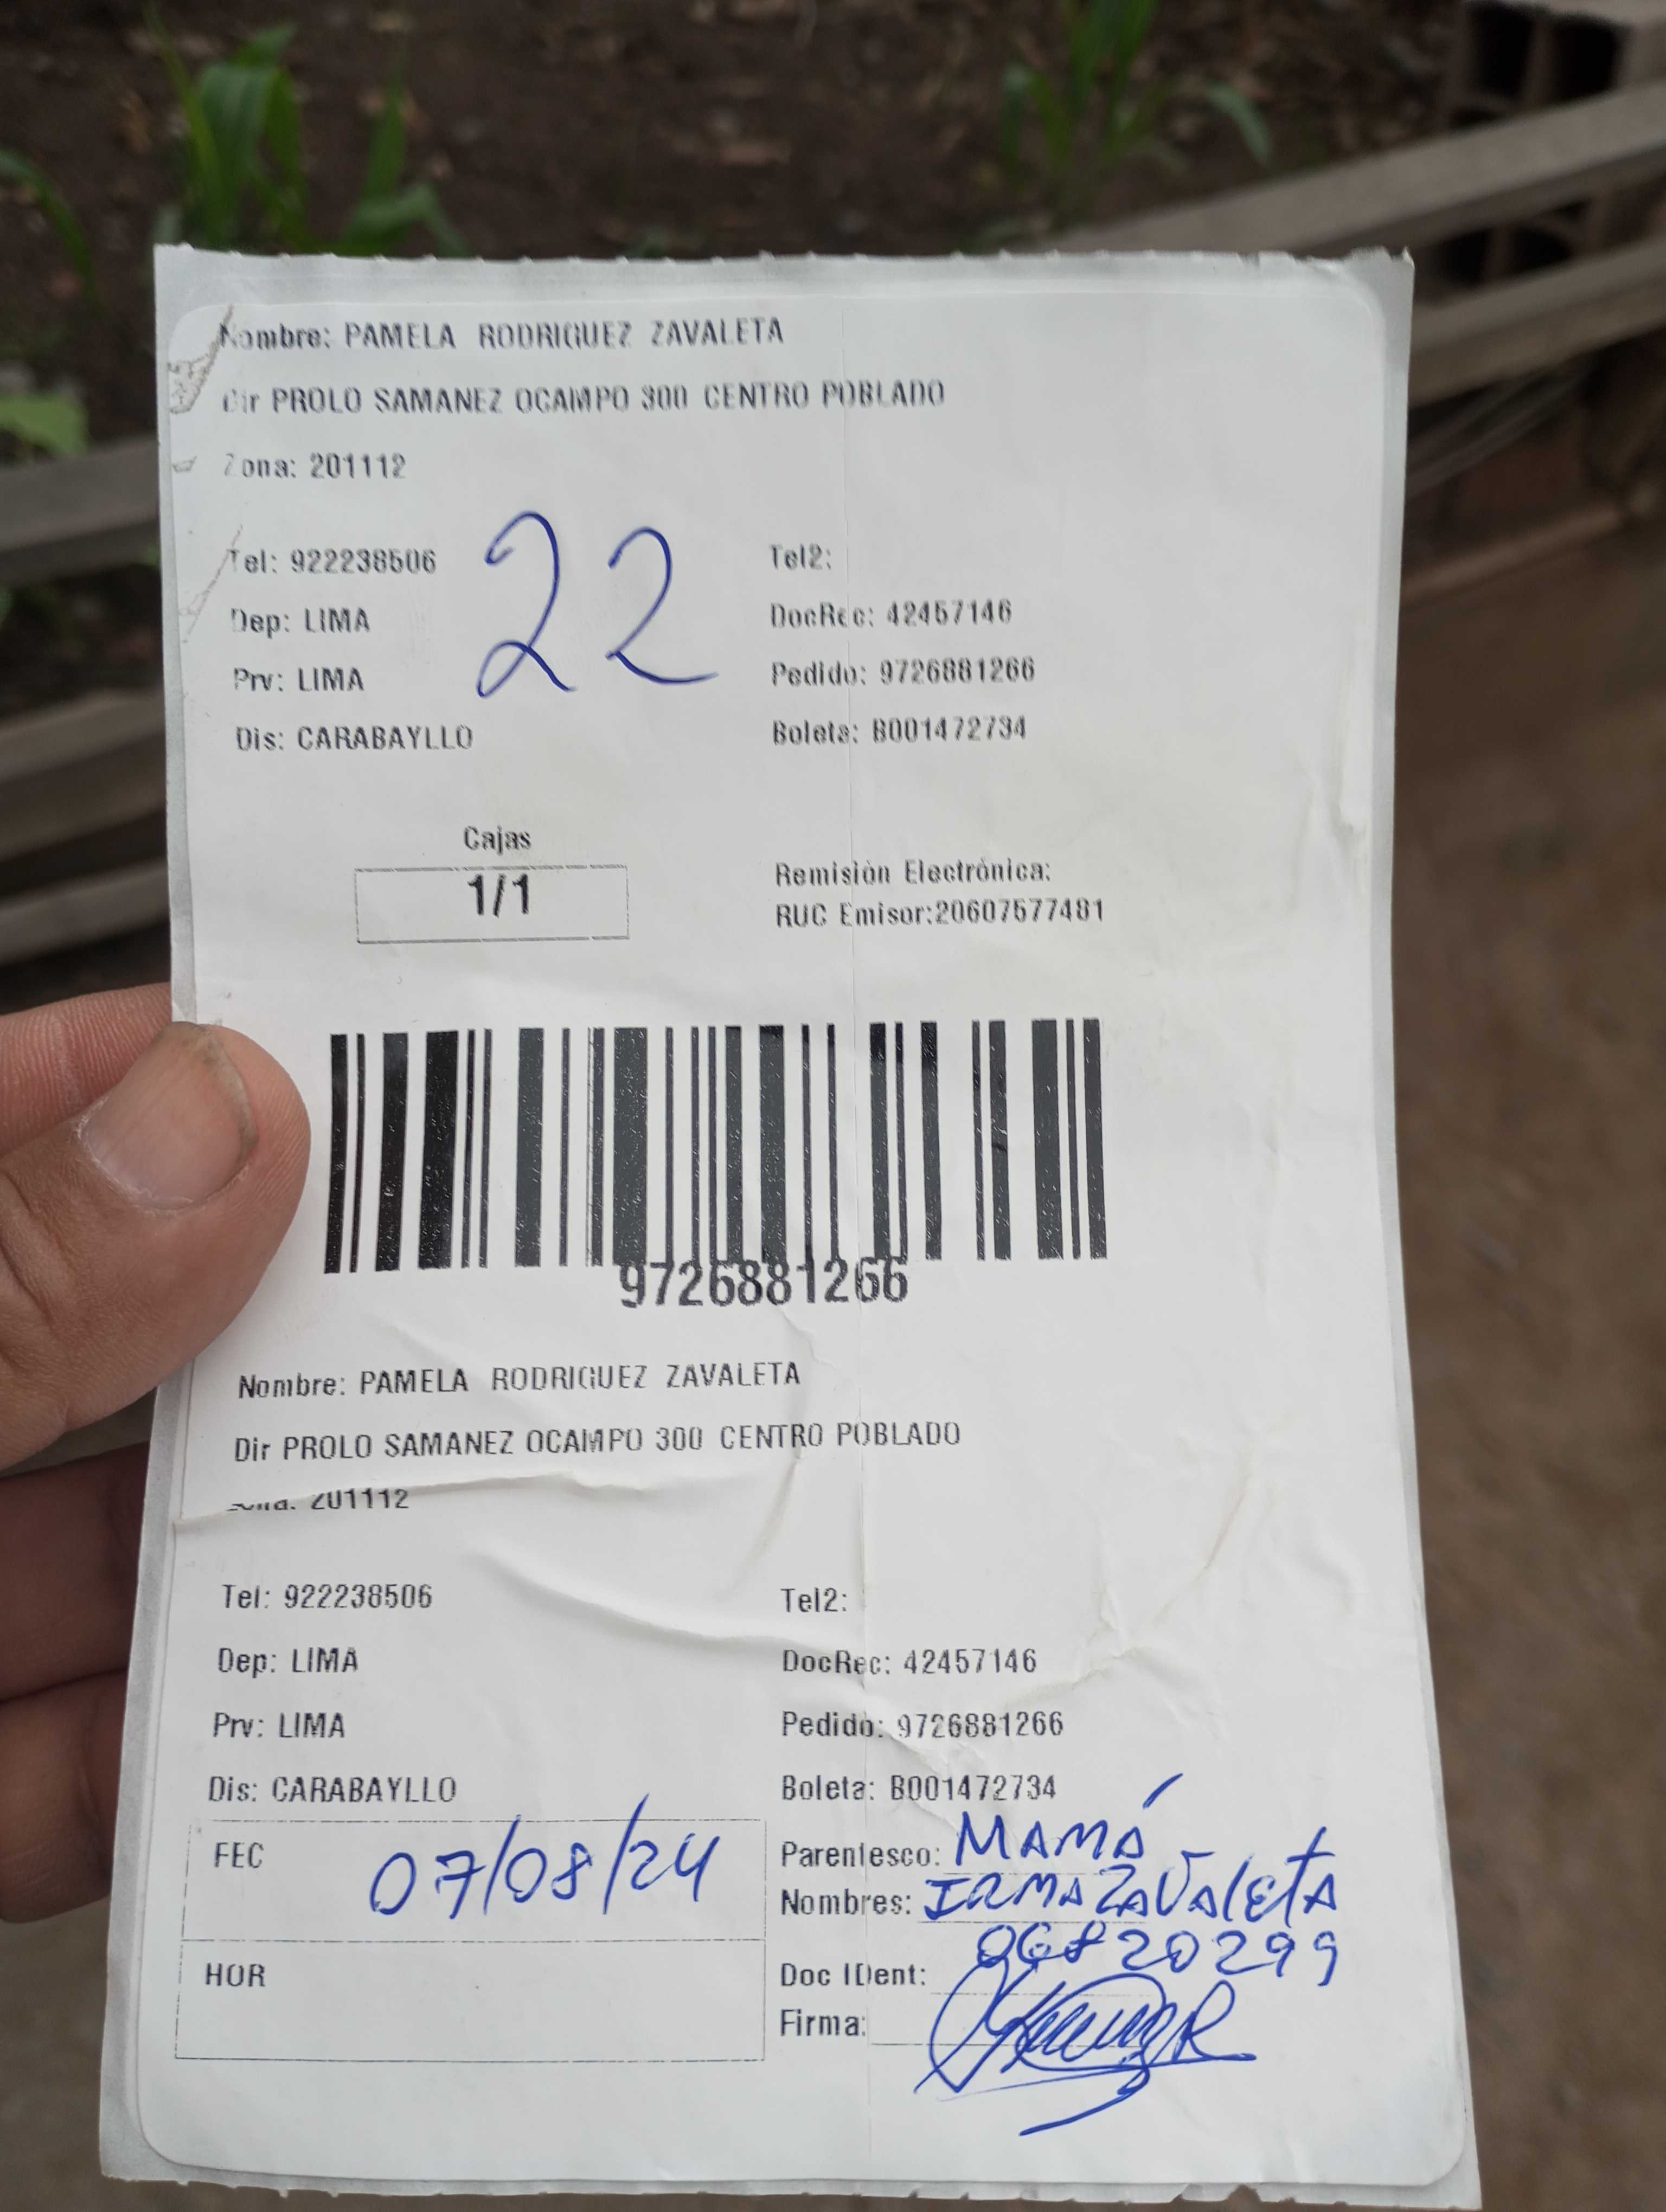 Nombre: PAMELA RODRIGUEZ ZAVALETA
Dir PROLO SAMANEZ OCAMPO 300 CENTRO POBLADO
Zona: 201112
22
Tel: 922238506 Tel2:
Dep: LIMA DocRec: 42457146
Prv: LIMA Pedido: 9726881266
Dis: CARABAYLLO Boleta: B001472734
Cajas
1/1
Remisión Electrónica:
RUC Emisor:20607577481
9726881266
Nombre: PAMELA RODRIGUEZ ZAVALETA
Dir PROLO SAMANEZ OCAMPO 300 CENTRO POBLADO
Zona: 201112
Tel: 922238506 Tel2:
Dep: LIMA DocRec: 42457146
Prv: LIMA Pedido: 9726881266
Dis: CARABAYLLO Boleta: B001472734
FEC 07/08/24
Parentesco: MAMÁ
Nombres: IRMA ZAVALETA
HOR
Doc IDent: 06820299
Firma: